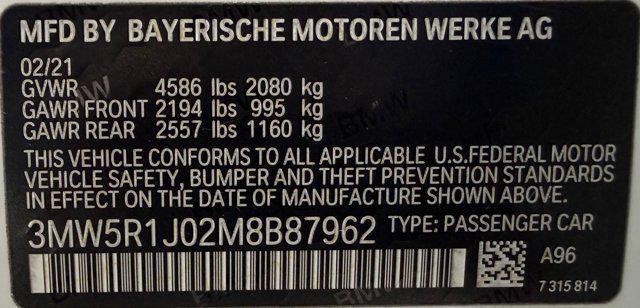 MFD BY BAYERISCHE MOTOREN WERKE AG
02/21
GVWR 4586 lbs 2080 kg
GAWR FRONT 2194 lbs 995 kg
GAWR REAR 2557 lbs 1160 kg
THIS VEHICLE CONFORMS TO ALL APPLICABLE U.S.FEDERAL MOTOR
VEHICLE SAFETY, BUMPER AND THEFT PREVENTION STANDARDS
IN EFFECT ON THE DATE OF MANUFACTURE SHOWN ABOVE.
3MW5R1J02M8B87962 TYPE: PASSENGER CAR
A96
7 315 814